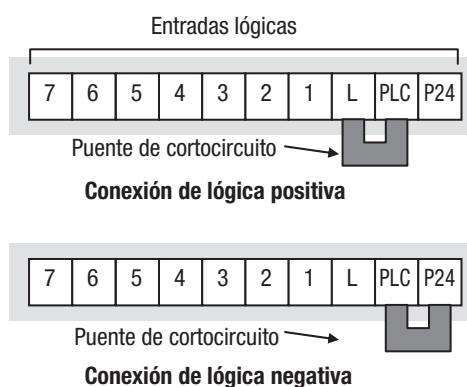 Entradas lógicas
7 6 5 4 3 2 1 L PLC P24
Puente de cortocircuito
Conexión de lógica positiva
7 6 5 4 3 2 1 L PLC P24
Puente de cortocircuito
Conexión de lógica negativa